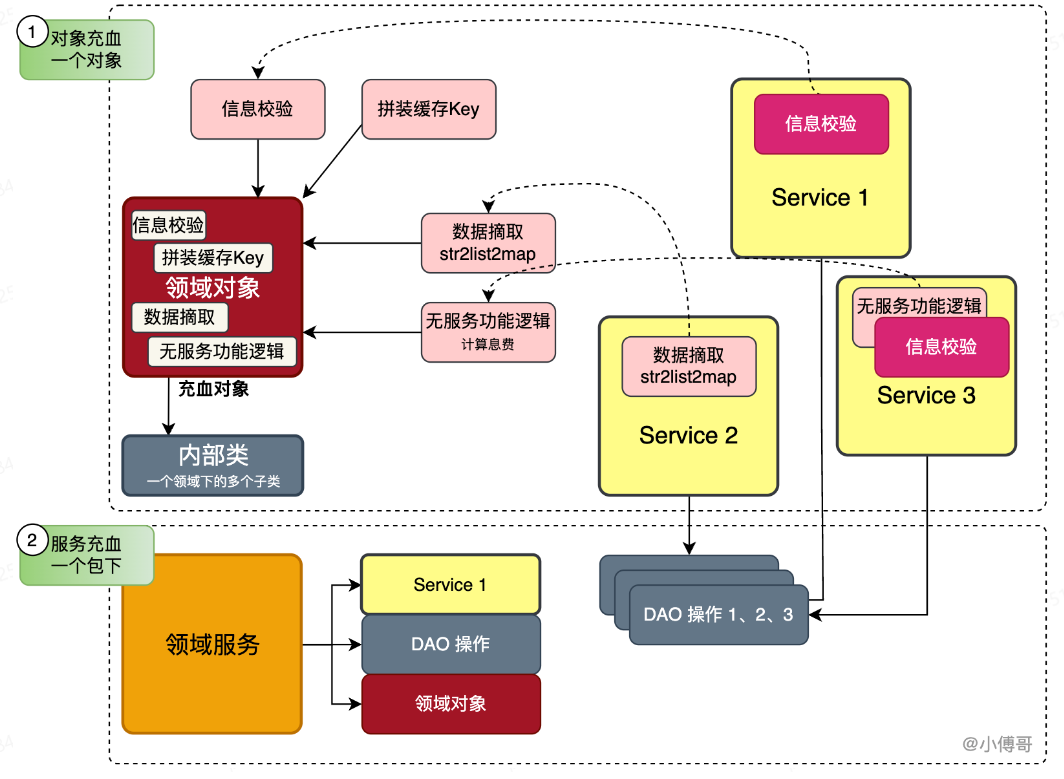 1
对象充血
一个对象
信息校验
拼装缓存Key
信息校验
Service 1
信息校验
拼装缓存Key
领域对象
数据摘取
无服务功能逻辑
充血对象
数据摘取
str2list2map
无服务功能逻辑
计算息费
数据摘取
str2list2map
Service 2
无服务功能逻辑
信息校验
Service 3
内部类
一个领域下的多个子类
2
服务充血
一个包下
领域服务
Service 1
DAO 操作
领域对象
DAO 操作 1、2、3
@小傅哥